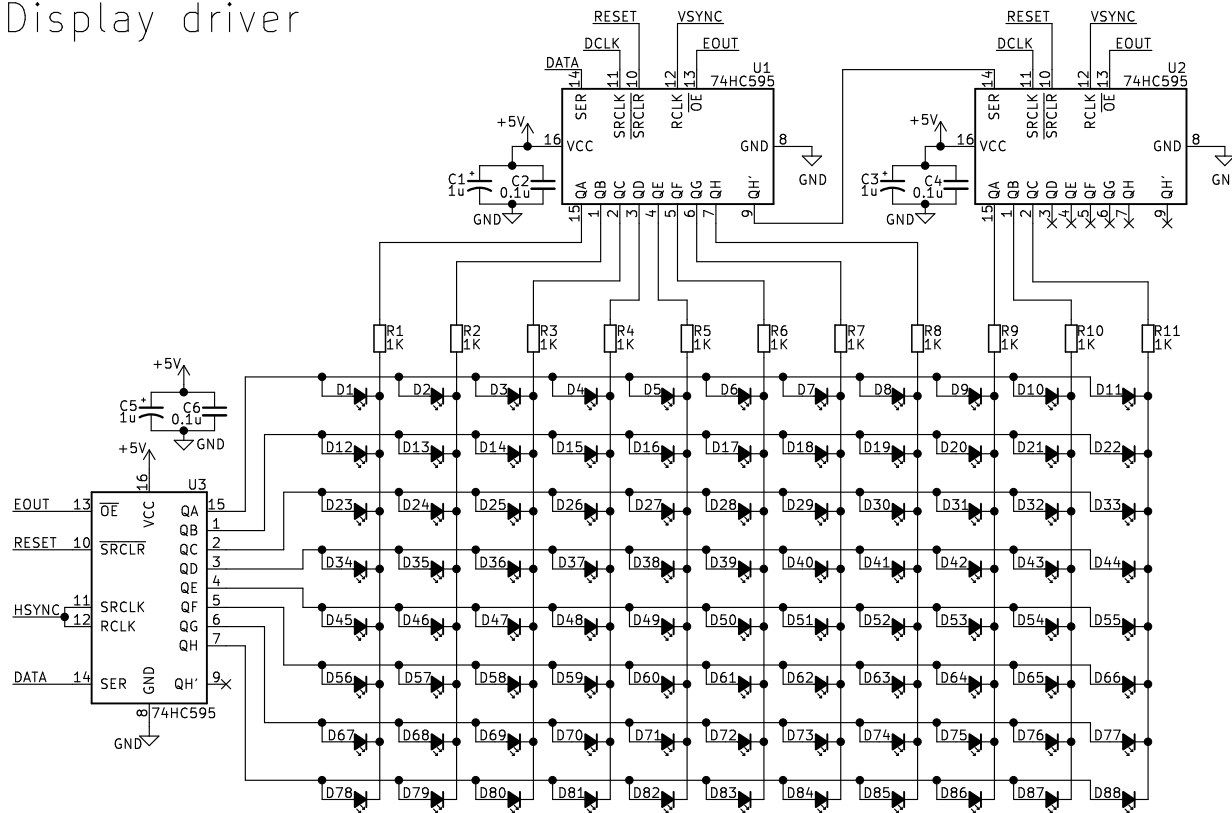 Display driver
RESET VSYNC RESET VSYNC
DCLK EOUT DCLK EOUT
DATA U1 U2
14 11 10 12 13 74HC595 14 11 10 12 13 74HC595
SER SRCLK SRCLR RCLK OE SER SRCLK SRCLR RCLK OE
+5V 16 VCC GND 8 +5V 16 VCC GND 8
GND GN
C1 + 1u C2 0.1u C3 + 1u C4 0.1u
QA QB QC QD QE QF QG QH QH' QA QB QC QD QE QF QG QH QH'
GND 15 1 2 3 4 5 6 7 9 GND 15 1 2 3 4 5 6 7 9
R1 R2 R3 R4 R5 R6 R7 R8 R9 R10 R11
1K 1K 1K 1K 1K 1K 1K 1K 1K 1K 1K
+5V
D1 D2 D3 D4 D5 D6 D7 D8 D9 D10 D11
C5 + 1u C6 0.1u
GND
+5V
D12 D13 D14 D15 D16 D17 D18 D19 D20 D21 D22
16 U3
EOUT 13 OE VCC QA 15
D23 D24 D25 D26 D27 D28 D29 D30 D31 D32 D33
QB 1
RESET 10 SRCLR QC 2
QD 3
D34 D35 D36 D37 D38 D39 D40 D41 D42 D43 D44
QE 4
HSYNC 11 SRCLK QF 5
12 RCLK QG 6
D45 D46 D47 D48 D49 D50 D51 D52 D53 D54 D55
QH 7
DATA 14 SER GND QH' 9
D56 D57 D58 D59 D60 D61 D62 D63 D64 D65 D66
8 74HC595
GND
D67 D68 D69 D70 D71 D72 D73 D74 D75 D76 D77
D78 D79 D80 D81 D82 D83 D84 D85 D86 D87 D88